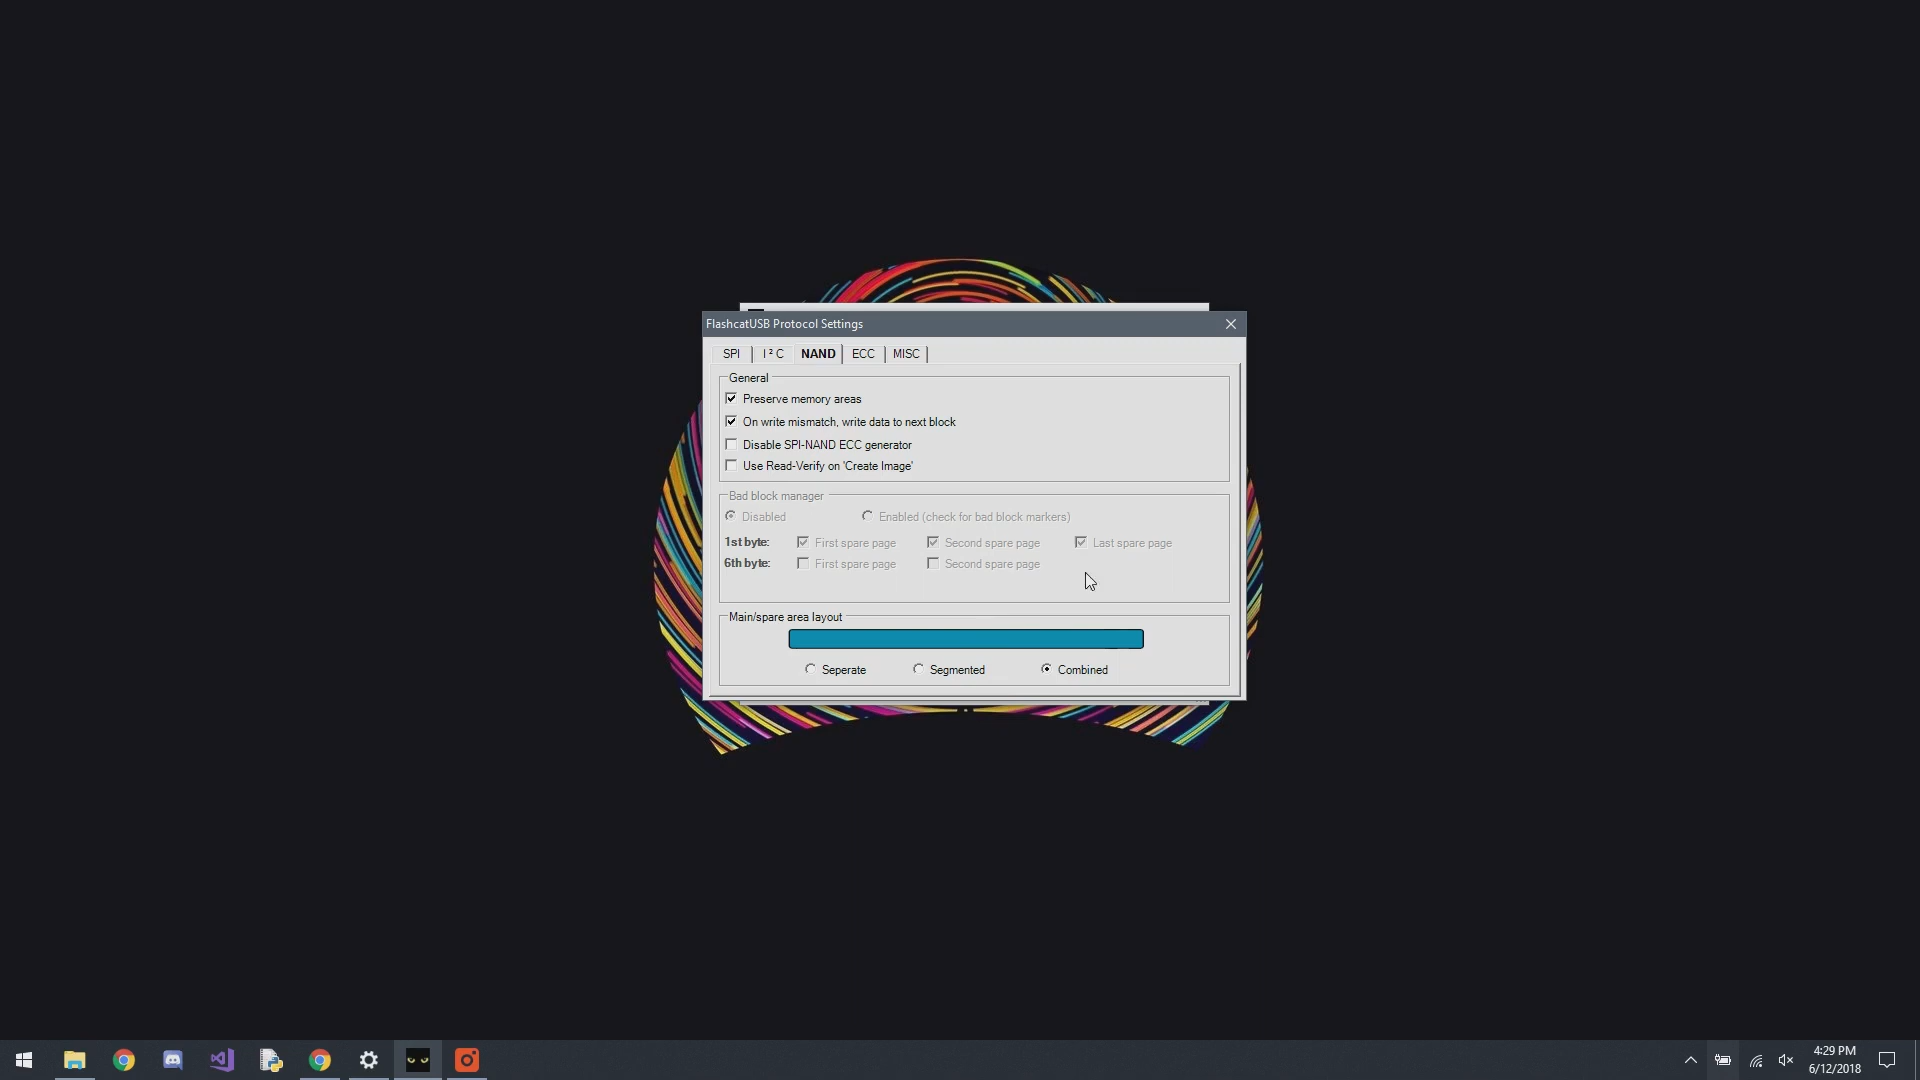 FlashcatUSB Protocol Settings
SPI I²C NAND ECC MISC
General
Preserve memory areas
On write mismatch, write data to next block
Disable SPI-NAND ECC generator
Use Read-Verify on 'Create Image'
Bad block manager
Disabled Enabled (check for bad block markers)
1st byte: First spare page Second spare page Last spare page
6th byte: First spare page Second spare page
Main/spare area layout
Seperate Segmented Combined
4:29 PM
6/12/2018